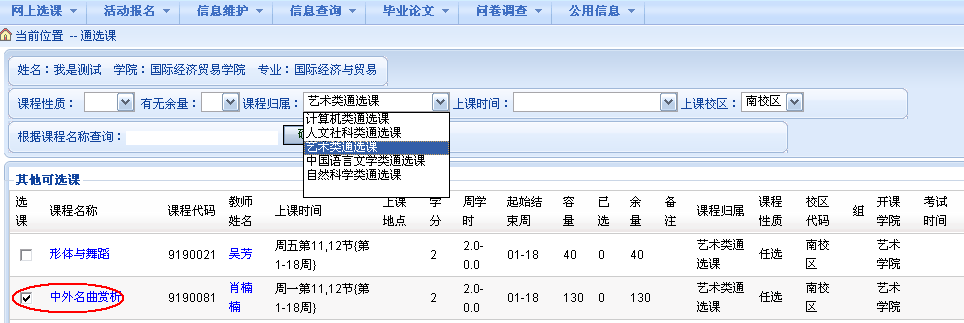 网上选课 活动报名 信息维护 信息查询 毕业论文 问卷调查 公用信息
当前位置 -- 通选课
姓名：我是测试 学院：国际经济贸易学院 专业：国际经济与贸易
课程性质： 有无余量： 课程归属： 艺术类通选课 上课时间： 上课校区： 南校区
计算机类通选课
人文社科类通选课
根据课程名称查询：
艺术类通选课
中国语言文学类通选课
自然科学类通选课
其他可选课
选课 课程名称 课程代码 教师姓名 上课时间 上课地点 学分 周学时 起始结束周 容量 已选 余量 备注 课程归属 课程性质 校区代码 组 开课学院 考试时间
形体与舞蹈 9190021 吴芳 周五第11,12节{第1-18周} 2 2.0-0.0 01-18 40 0 40 艺术类通选课 任选 南校区 艺术学院
中外名曲赏析 9190081 肖楠楠 周一第11,12节{第1-18周} 2 2.0-0.0 01-18 130 0 130 艺术类通选课 任选 南校区 艺术学院